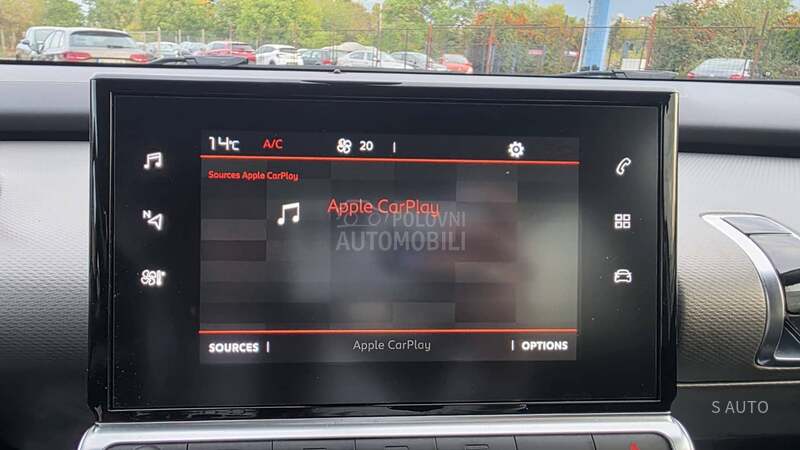 14°C A/C 20 |
Sources Apple CarPlay
Apple CarPlay
POLOVNI
AUTOMOBILI
N
SOURCES | Apple CarPlay | OPTIONS
S AUTO